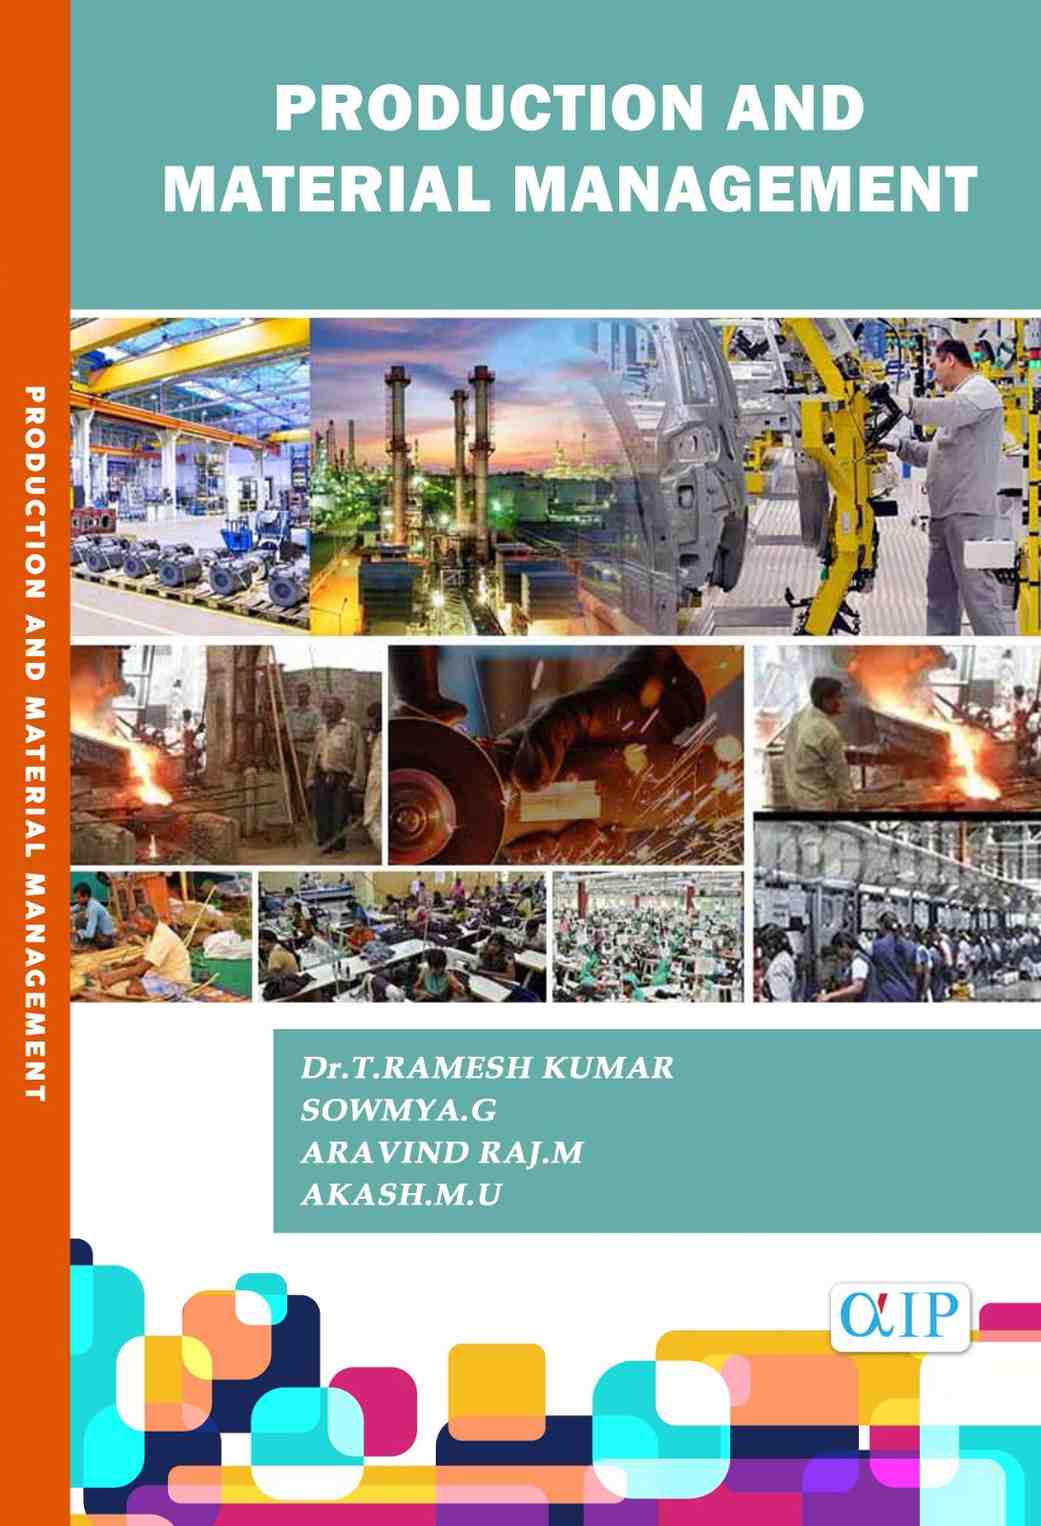 PRODUCTION AND
MATERIAL MANAGEMENT
PRODUCTION AND MATERIAL MANAGEMENT
Dr.T.RAMESH KUMAR
SOWMYA.G
ARAVIND RAJ.M
AKASH.M.U
αIP